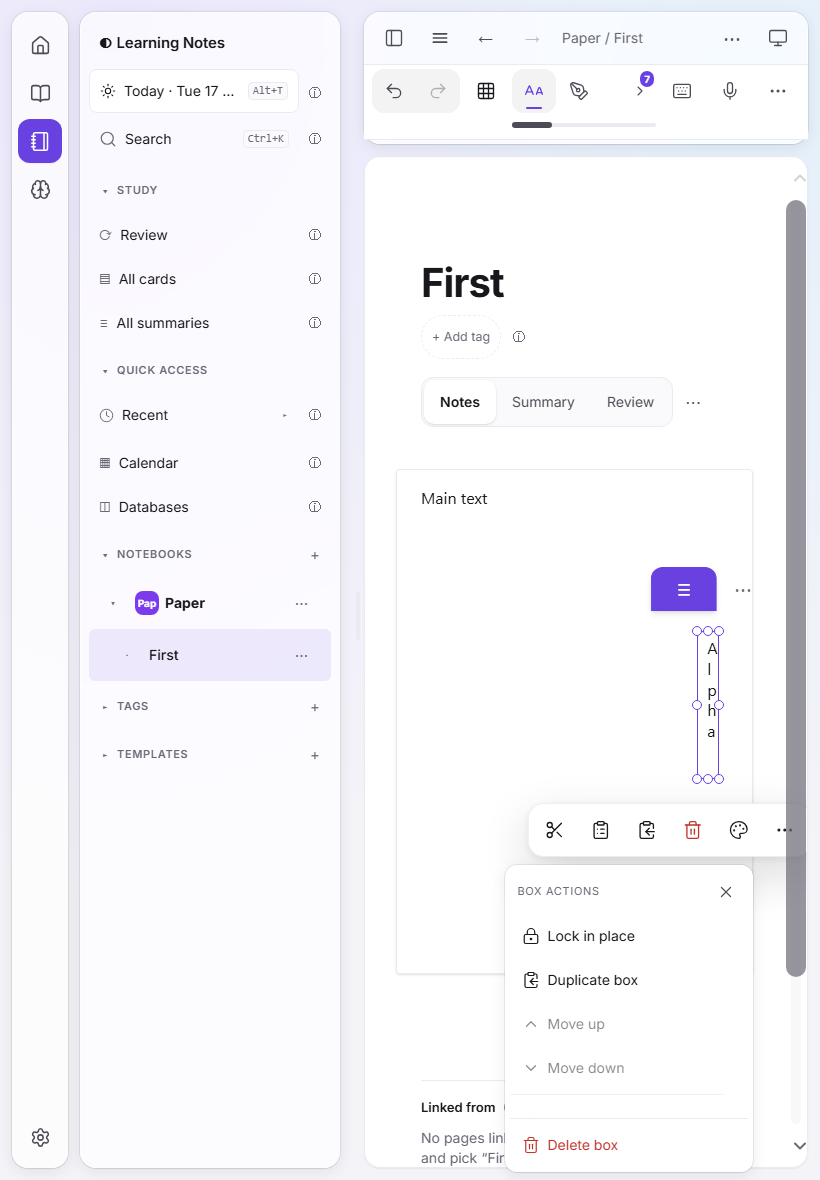 Learning Notes
Today · Tue 17 ...
Alt+T
Search
Ctrl+K
STUDY
Review
All cards
All summaries
QUICK ACCESS
Recent
Calendar
Databases
NOTEBOOKS
Pap Paper
First
TAGS
TEMPLATES
Paper / First
AA
7
First
+ Add tag
Notes
Summary
Review
Main text
A
l
p
h
a
BOX ACTIONS
Lock in place
Duplicate box
Move up
Move down
Delete box
Linked from
No pages lin
and pick “Fir